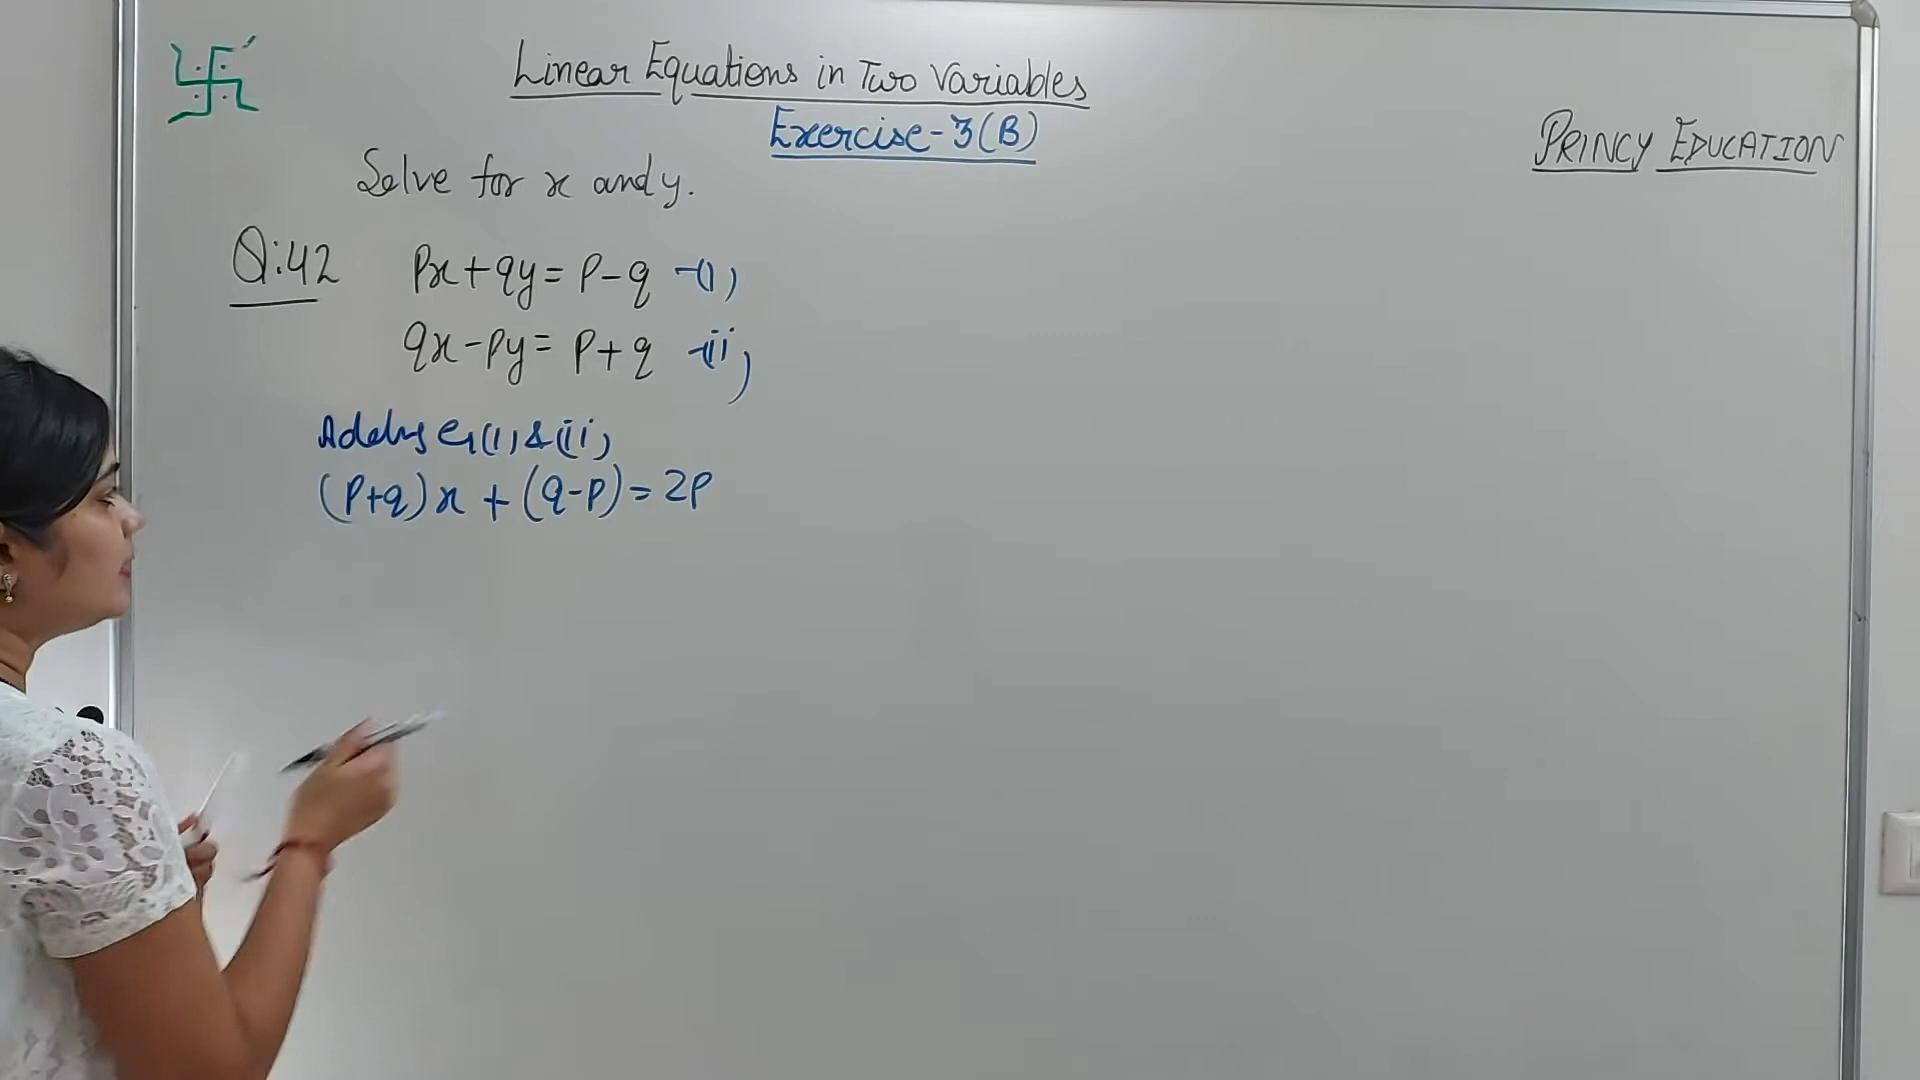 Linear Equations in Two Variables
Exercise-3(B)
PRINCY EDUCATION
Solve for x and y.
Q:42 px+qy= p-q -(i)
qx-py= p+q -(ii)
Adding eq (i) & (ii)
(p+q)x + (q-p)= 2p